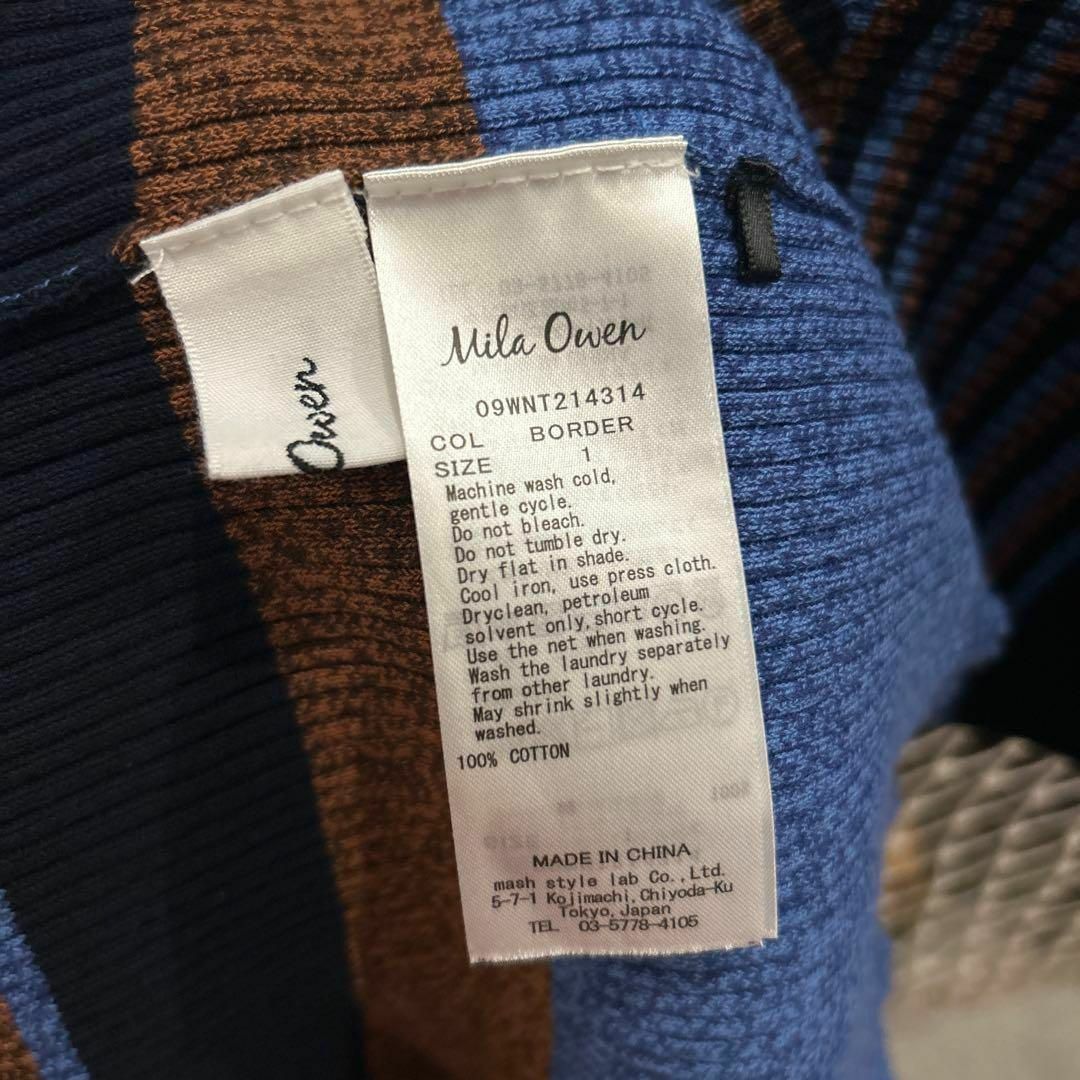 Owen
Mila Owen
09WNT214314
COL BORDER
SIZE 1
Machine wash cold,
gentle cycle.
Do not bleach.
Do not tumble dry.
Dry flat in shade.
Cool iron, use press cloth.
Dryclean, petroleum
solvent only,short cycle.
Use the net when washing.
Wash the laundry separately
from other laundry.
May shrink slightly when
washed.
100% COTTON
MADE IN CHINA
mash style lab Co.,Ltd.
5-7-1 Kojimachi,Chiyoda-Ku
Tokyo,Japan
TEL 03-5778-4105